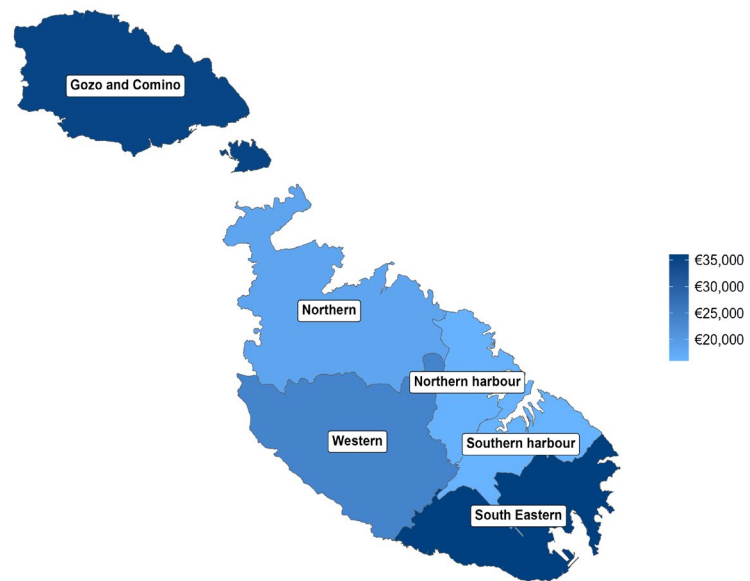 Gozo and Comino
€35,000
€30,000
€25,000
€20,000
Northern
Northern harbour
Western
Southern harbour
South Eastern